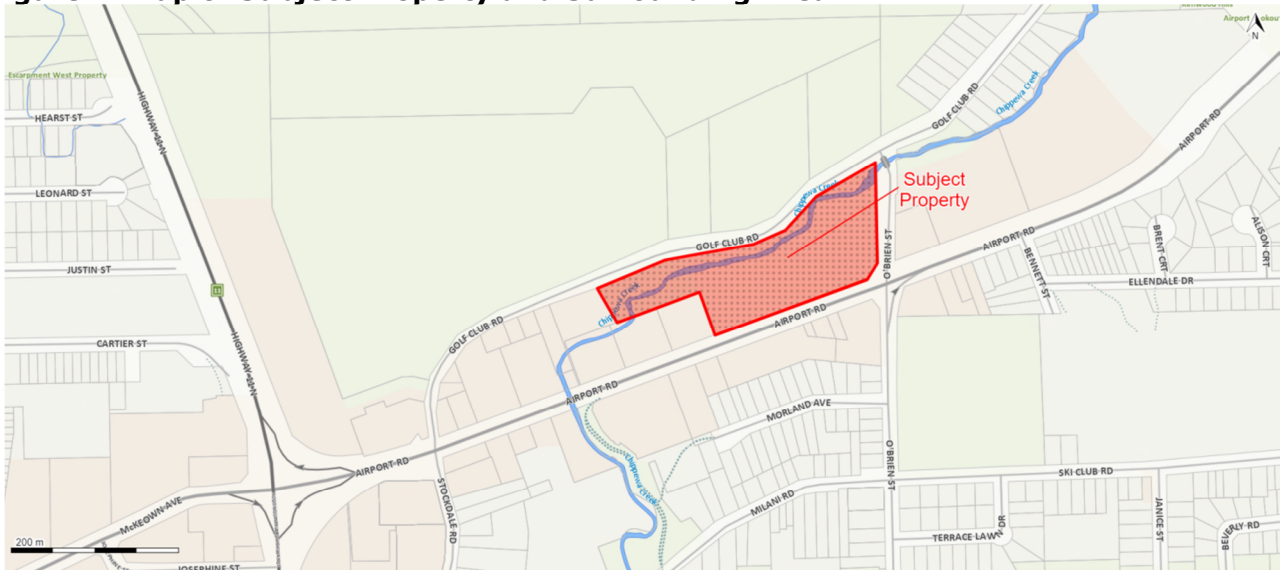 Escarpment West Property
HEARST ST
LEONARD ST
JUSTIN ST
CARTIER ST
HIGHWAY 11 N
HIGHWAY 11 N
11
GOLF CLUB RD
GOLF CLUB RD
GOLF CLUB RD
Chippewa Creek
Chippewa Creek
Chippewa Creek
Chippewa Creek
Subject
Property
Airport
N
AIRPORT RD
AIRPORT RD
AIRPORT RD
AIRPORT RD
AIRPORT RD
O'BRIEN ST
O'BRIEN ST
BENNETT ST
BRENT CRT
ALISON CRT
ELLENDALE DR
MORLAND AVE
MILANI RD
SKI CLUB RD
TERRACE LAWN DR
JANICE ST
BEVERLY RD
STOCKDALE RD
McKEOWN AVE
JOSEPHINE ST
200 m